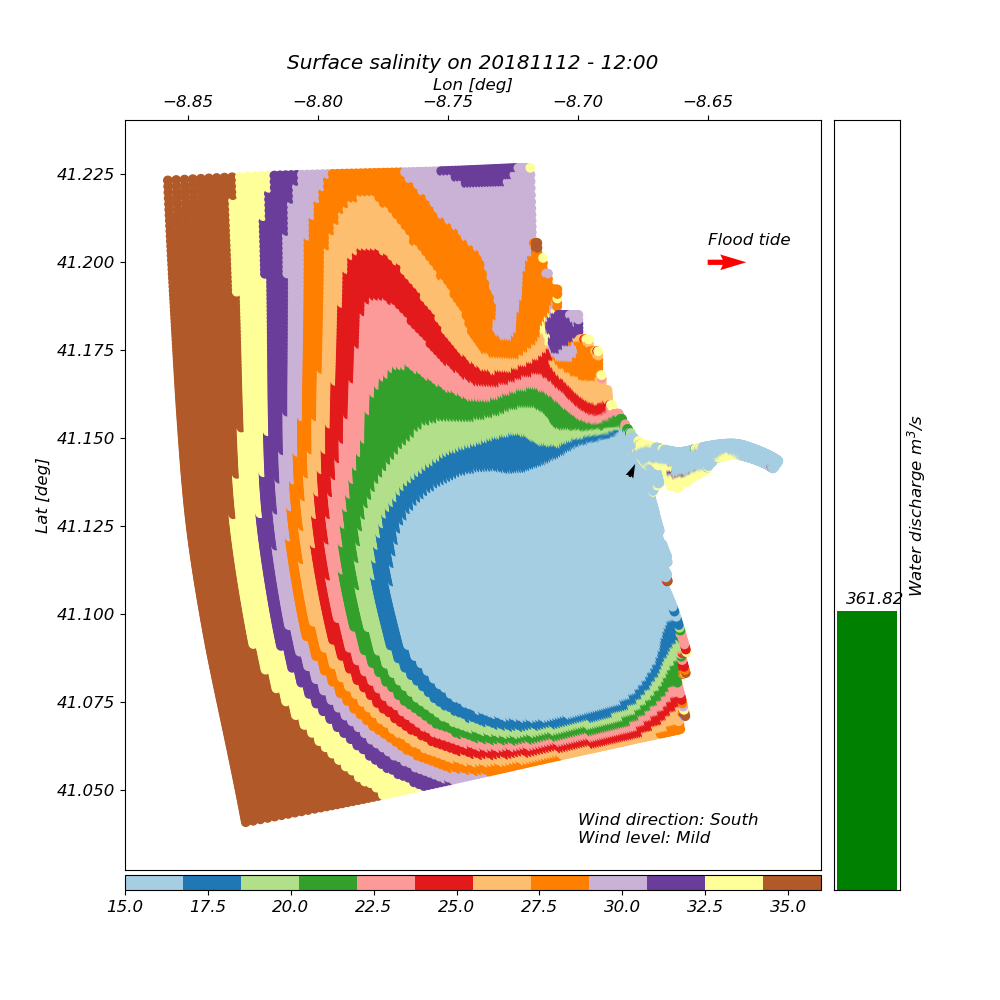 Surface salinity on 20181112 - 12:00
Lon [deg]
−8.85 −8.80 −8.75 −8.70 −8.65
41.225
41.200
41.175
41.150
41.125
41.100
41.075
41.050
Lat [deg]
Flood tide
Wind direction: South
Wind level: Mild
361.82
Water discharge m³/s
15.0 17.5 20.0 22.5 25.0 27.5 30.0 32.5 35.0